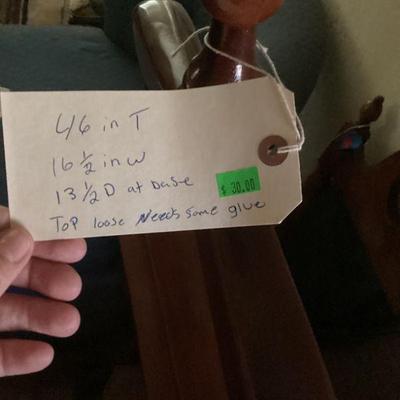 46 in T
16 1/2 in W
13 1/2 D at base
$ 30.00
Top loose Needs some glue